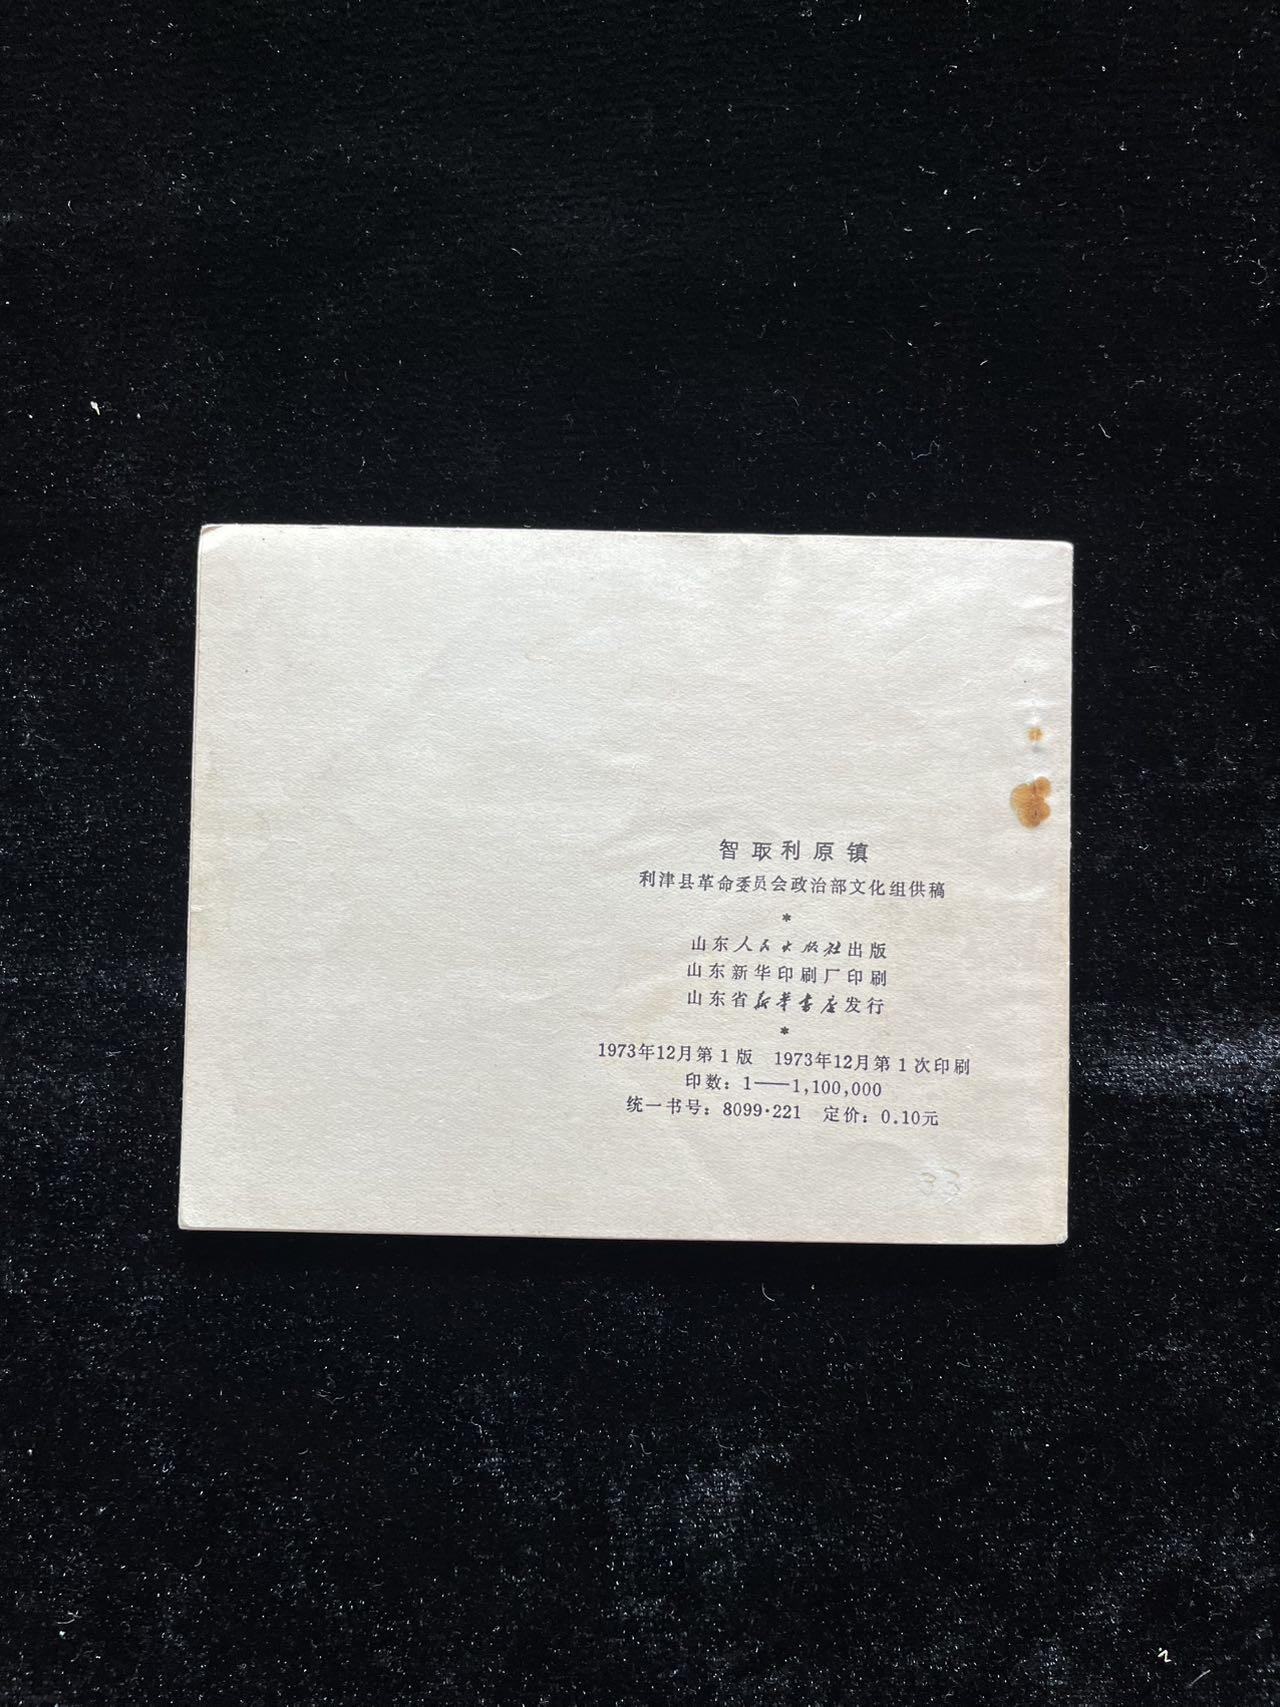 智取利原镇
利津县革命委员会政治部文化组供稿
*
山东人民出版社出版
山东新华印刷厂印刷
山东省新华书店发行
*
1973年12月第1版　1973年12月第1次印刷
印数：1——1,100,000
统一书号：8099·221　定价：0.10元
33